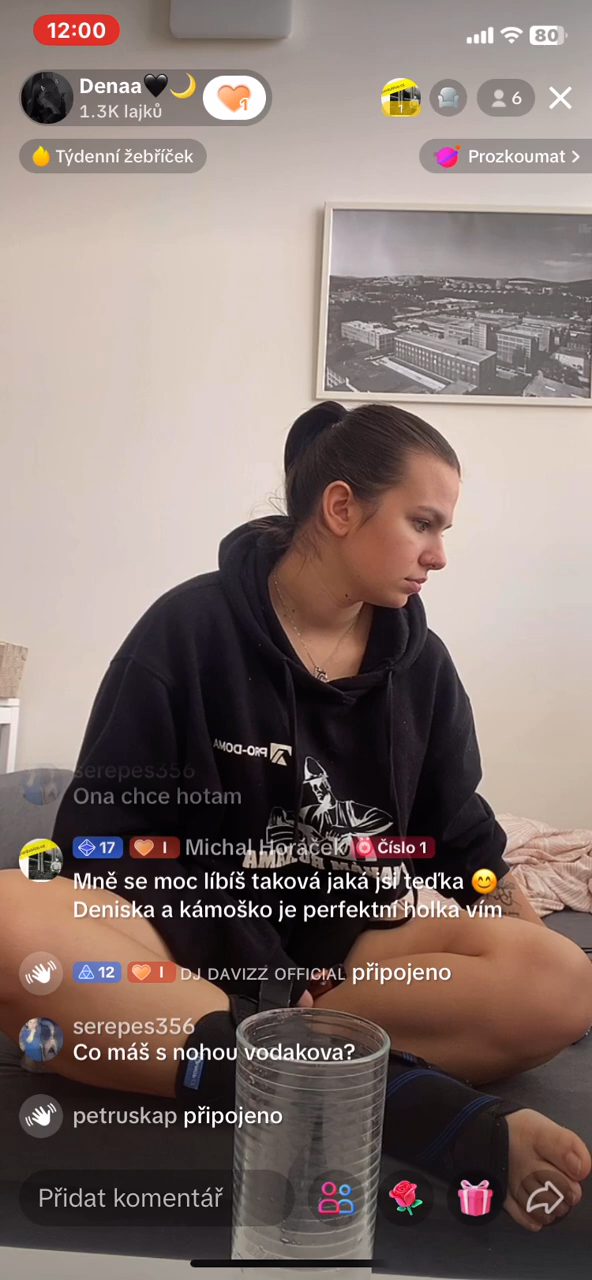 12:00
80
Denaa🖤🌙
1.3K lajků
1
1
6
Týdenní žebříček
Prozkoumat >
PRO-DOMA
serepes356
Ona chce hotam
17 I Michal Horáček Číslo 1
Mně se moc líbíš taková jaká jsi teďka 😊
Deniska a kámoško je perfektní holka vím
12 I DJ DAVIZZ OFFICIAL připojeno
serepes356
Co máš s nohou vodakova?
petruskap připojeno
Přidat komentář